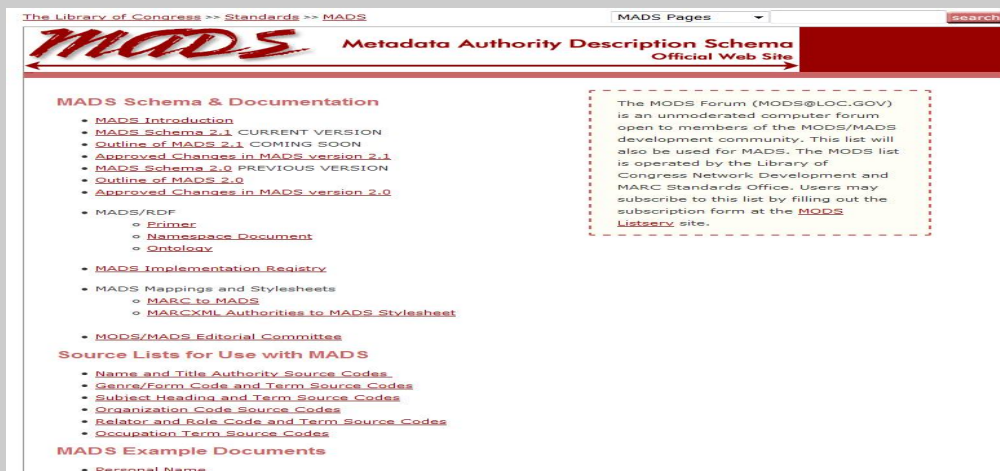 The Library of Congress >> Standards >> MADS
MADS Pages
search
MADS
Metadata Authority Description Schema
Official Web Site
MADS Schema & Documentation
MADS Introduction
MADS Schema 2.1 CURRENT VERSION
Outline of MADS 2.1 COMING SOON
Approved Changes in MADS version 2.1
MADS Schema 2.0 PREVIOUS VERSION
Outline of MADS 2.0
Approved Changes in MADS version 2.0
MADS/RDF
Primer
Namespace Document
Ontology
MADS Implementation Registry
MADS Mappings and Stylesheets
MARC to MADS
MARCXML Authorities to MADS Stylesheet
MODS/MADS Editorial Committee
Source Lists for Use with MADS
Name and Title Authority Source Codes
Genre/Form Code and Term Source Codes
Subject Heading and Term Source Codes
Organization Code Source Codes
Relator and Role Code and Term Source Codes
Occupation Term Source Codes
MADS Example Documents
Personal Name
The MODS Forum (MODS@LOC.GOV)
is an unmoderated computer forum
open to members of the MODS/MADS
development community. This list will
also be used for MADS. The MODS list
is operated by the Library of
Congress Network Development and
MARC Standards Office. Users may
subscribe to this list by filling out the
subscription form at the MODS
Listserv site.